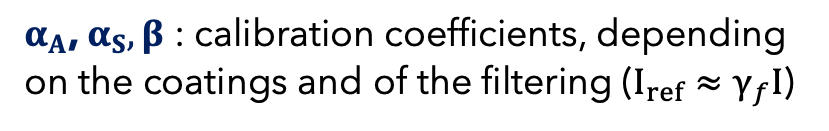 α_A, α_S, β : calibration coefficients, depending
on the coatings and of the filtering (I_ref ≈ γ_f I)